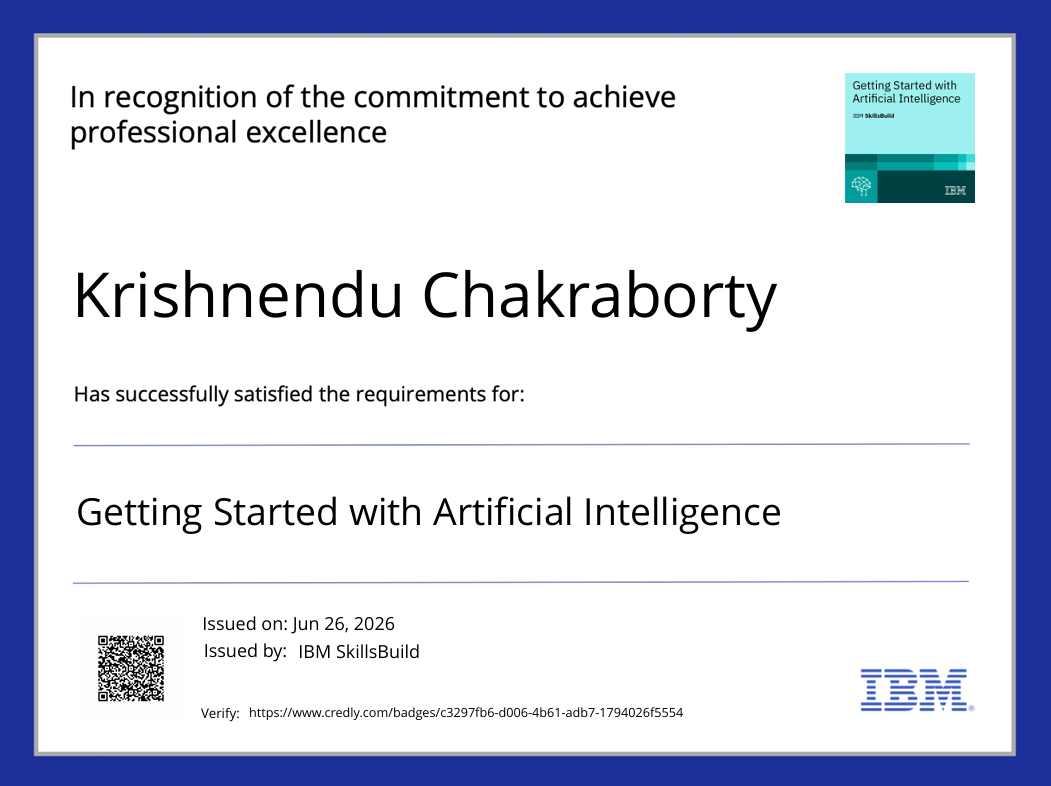 In recognition of the commitment to achieve
professional excellence
Getting Started with
Artificial Intelligence
IBM SkillsBuild
IBM
Krishnendu Chakraborty
Has successfully satisfied the requirements for:
Getting Started with Artificial Intelligence
Issued on: Jun 26, 2026
Issued by: IBM SkillsBuild
Verify: https://www.credly.com/badges/c3297fb6-d006-4b61-adb7-1794026f5554
IBM®